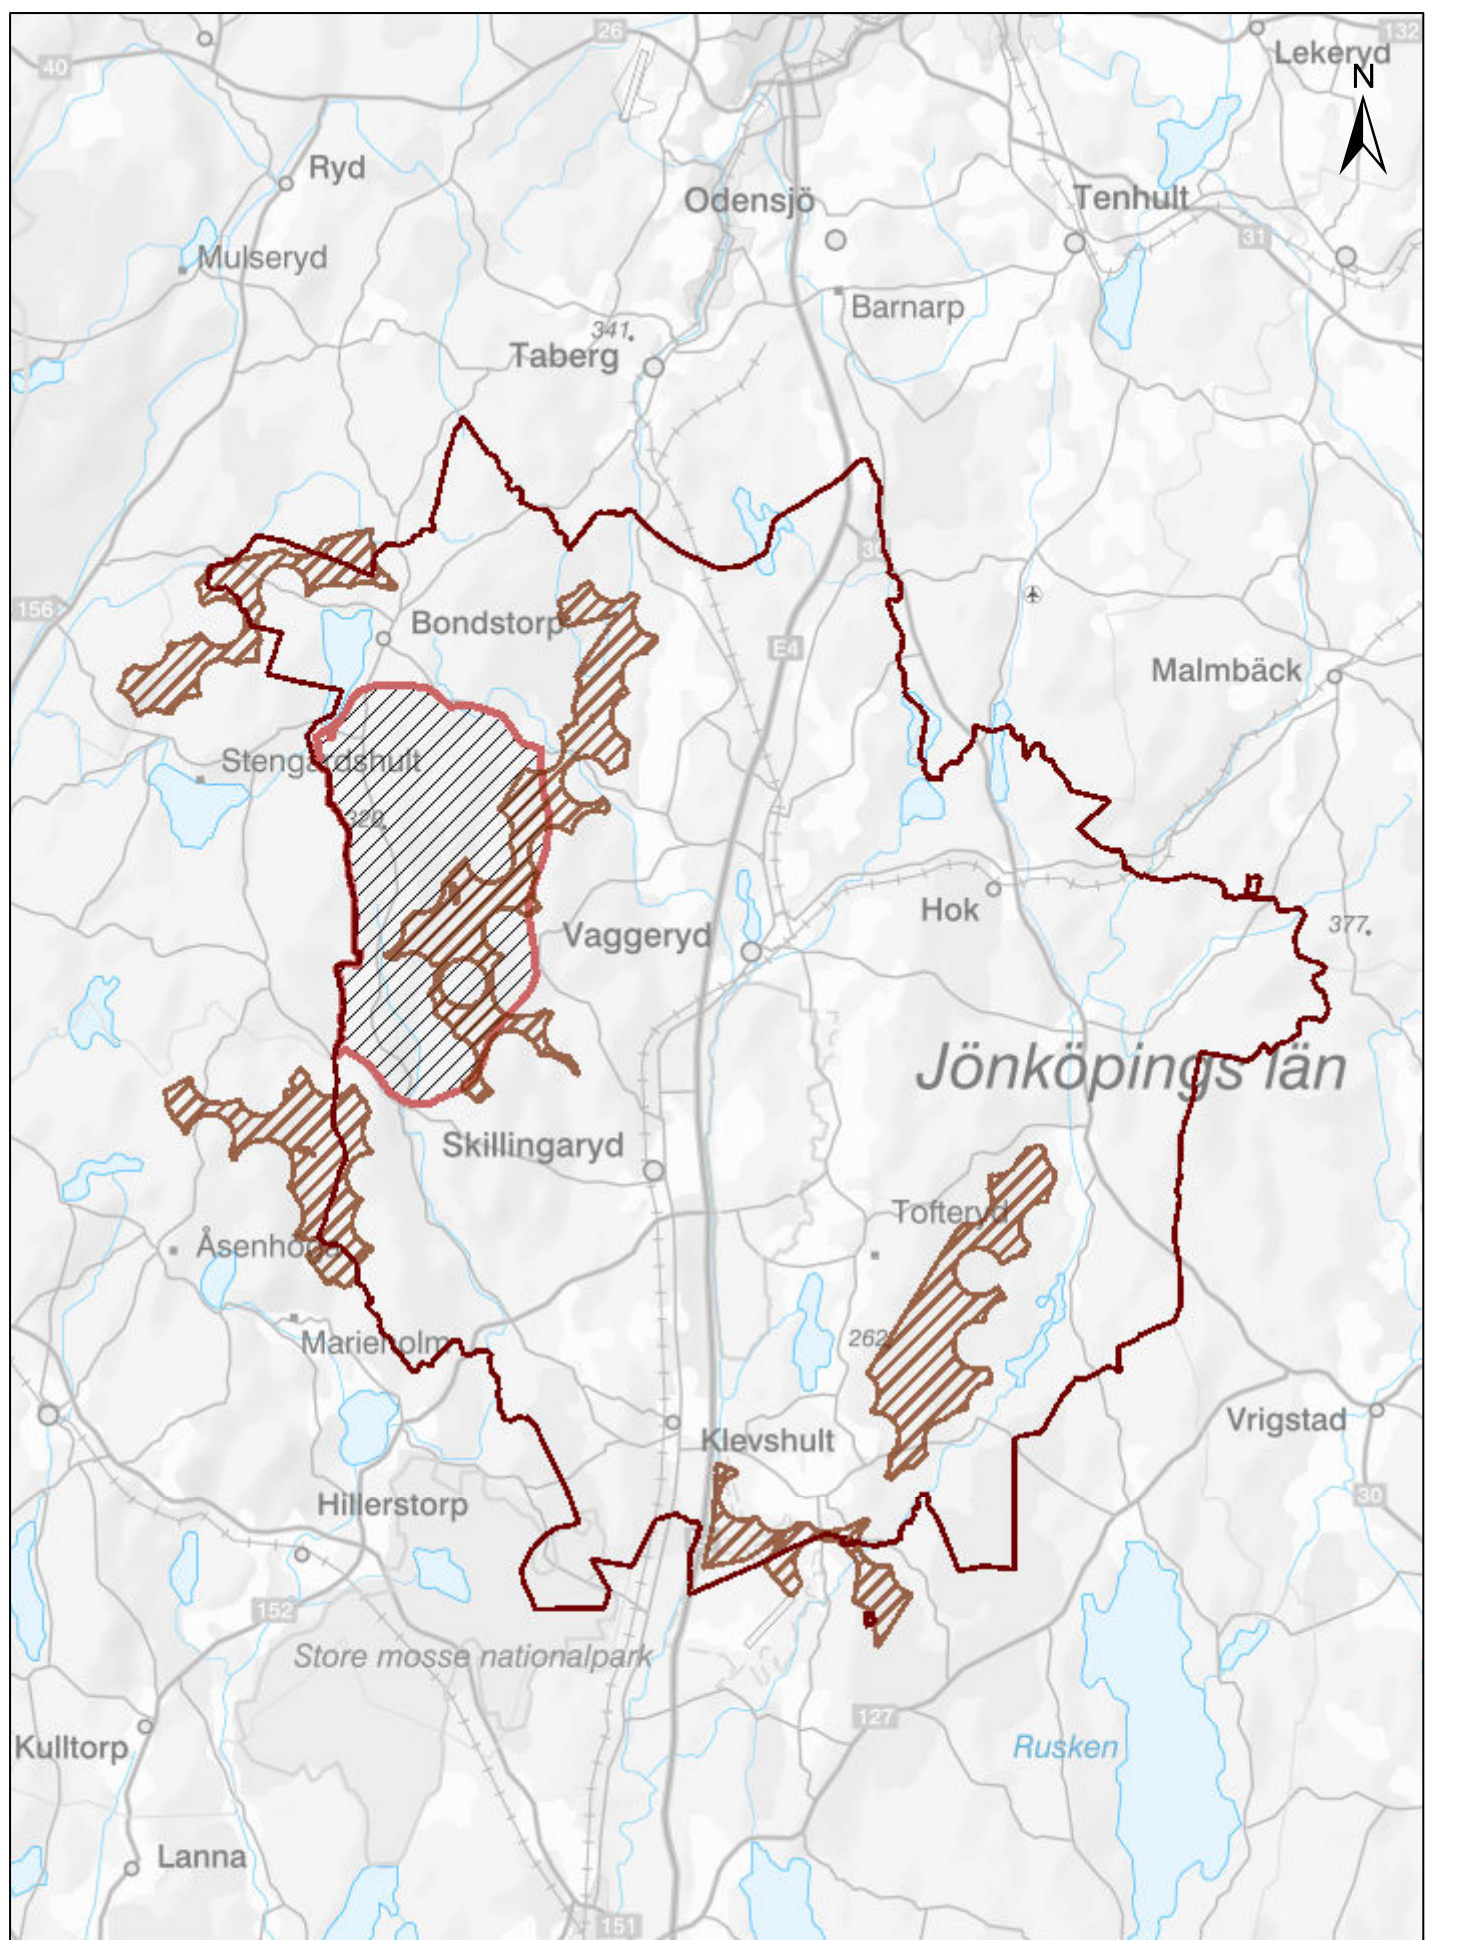 26
132
Lekeryd
40
N
Ryd
Odensjö
Tenhult
31
Mulseryd
Barnarp
341
Taberg
30
156
Bondstorp
E4
Malmbäck
Stengårdshult
329
Hok
377
Vaggeryd
Jönköpings län
Skillingaryd
Tofteryd
Åsenhöga
262
Marieholm
Vrigstad
Klevshult
30
Hillerstorp
152
Store mosse nationalpark
127
Kulltorp
Rusken
Lanna
151